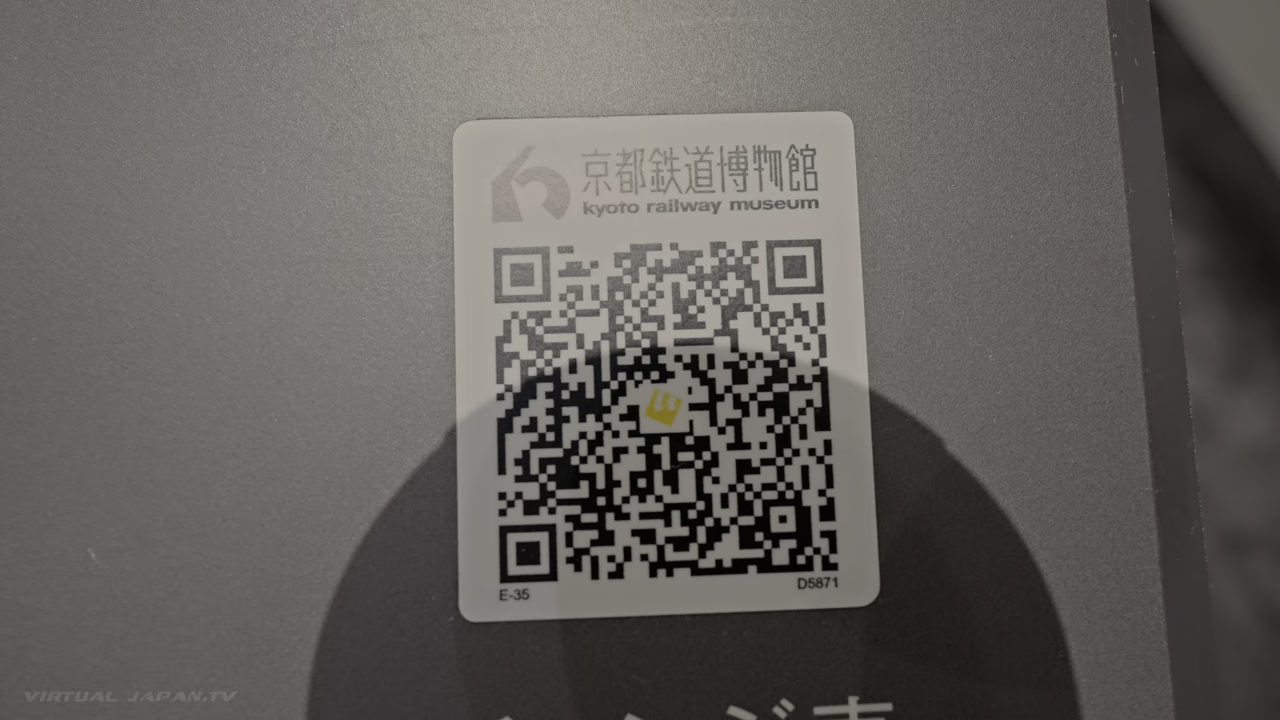 京都鉄道博物館
kyoto railway museum
E-35
D5871
VIRTUAL JAPAN.TV